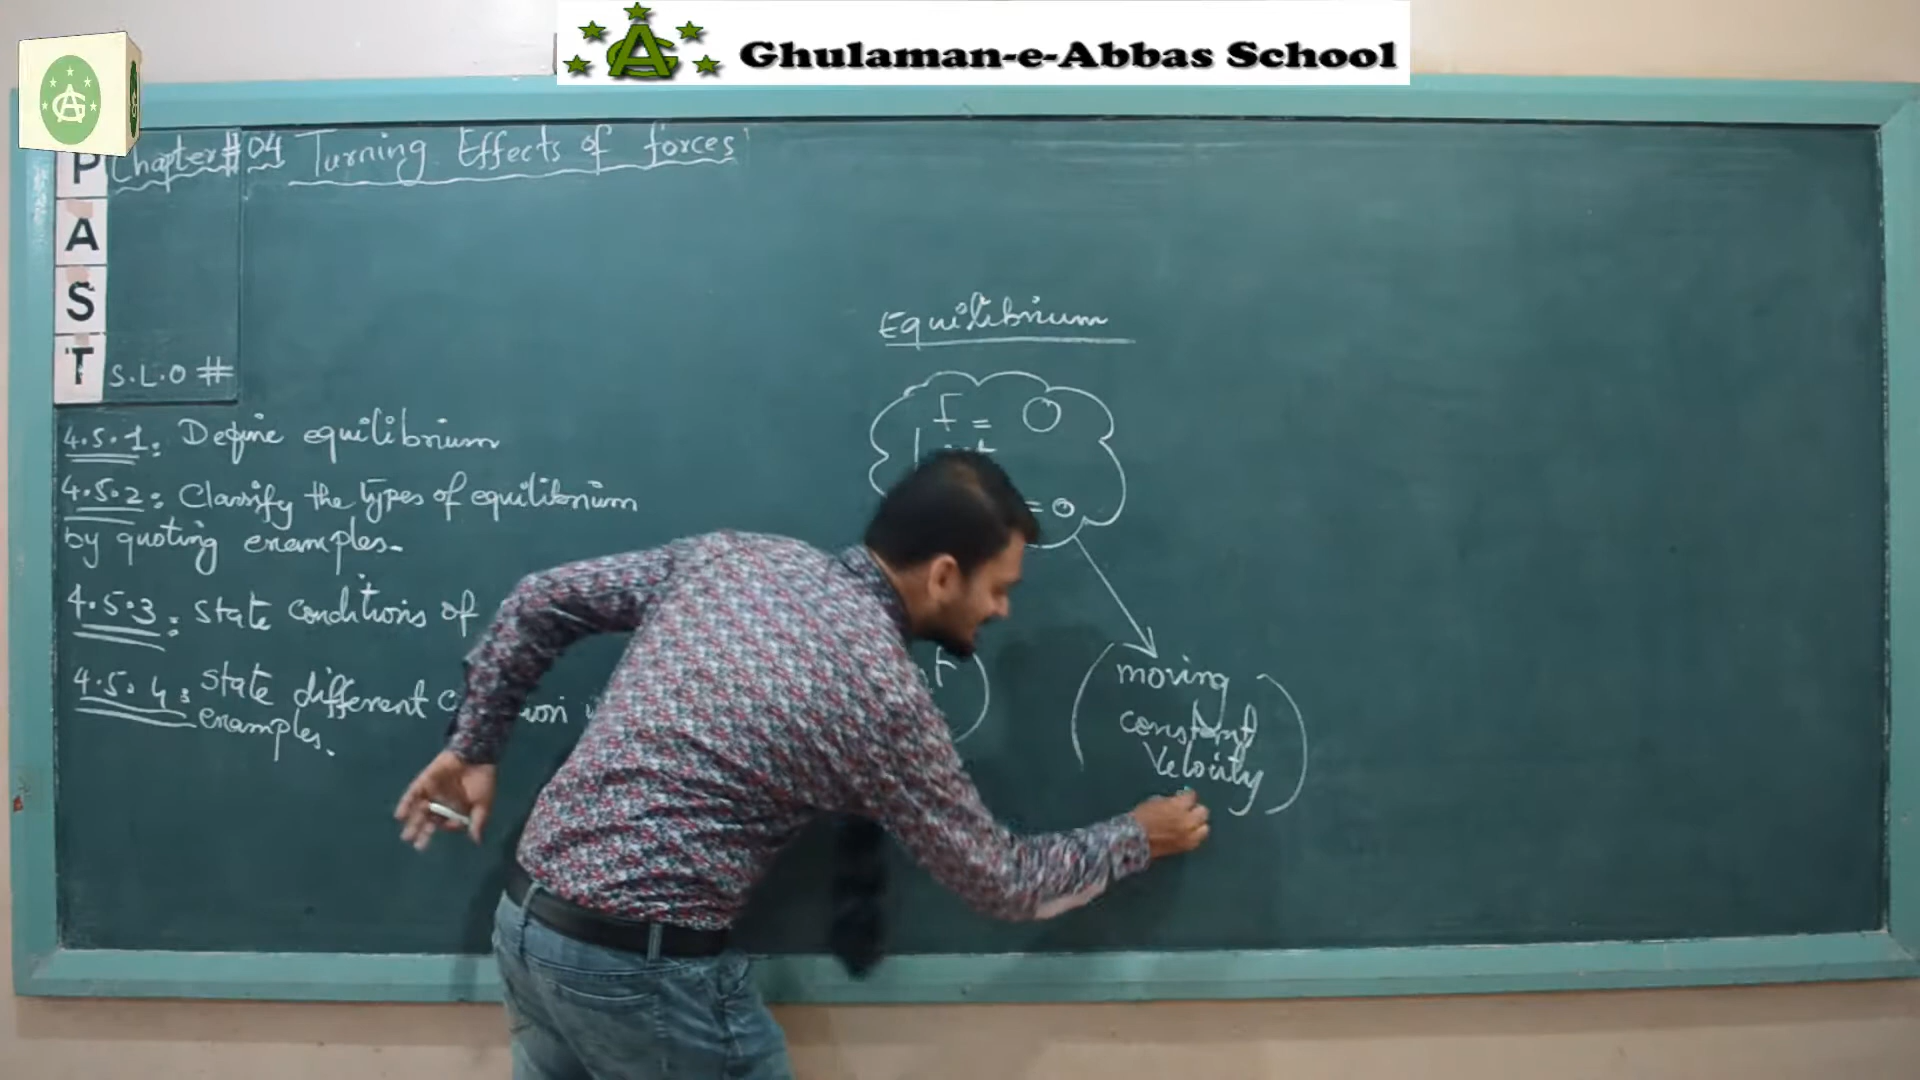 Ghulaman-e-Abbas School
P
A
S
T
Chapter # 04 Turning Effects of forces
S.L.O #
4.5.1: Define equilibrium
4.5.2: Classify the types of equilibrium
by quoting examples.
4.5.3: State conditions of
4.5.4: State different
examples.
Equilibrium
F = 0
= 0
moving
constant
Velocity